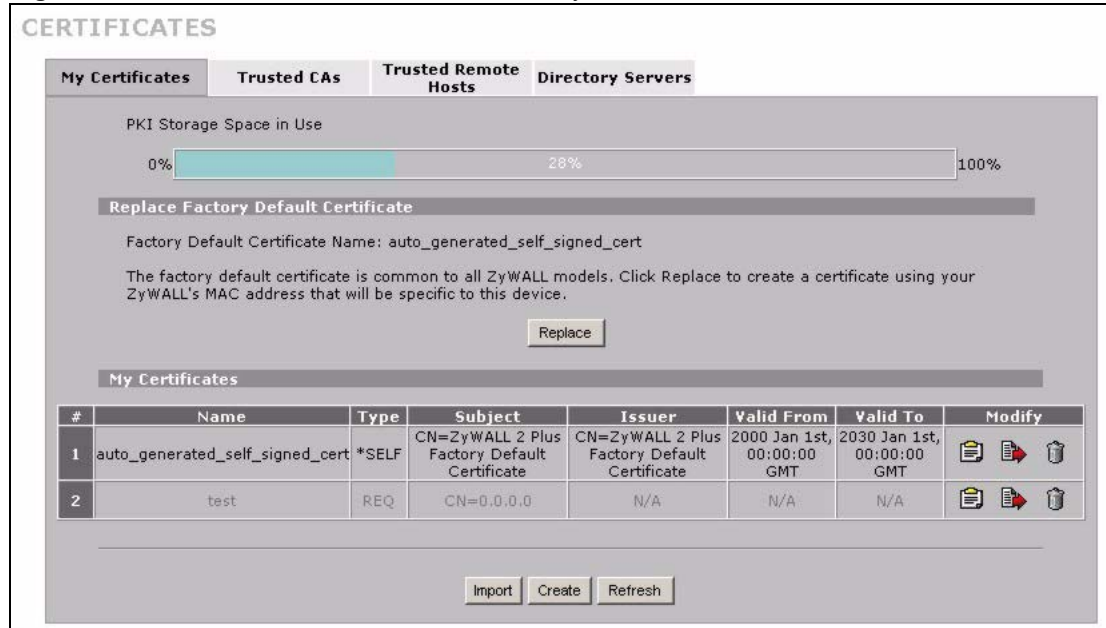 CERTIFICATES
My Certificates
Trusted CAs
Trusted Remote
Hosts
Directory Servers
PKI Storage Space in Use
0%
28%
100%
Replace Factory Default Certificate
Factory Default Certificate Name: auto_generated_self_signed_cert
The factory default certificate is common to all ZyWALL models. Click Replace to create a certificate using your
ZyWALL's MAC address that will be specific to this device.
Replace
My Certificates
# Name Type Subject Issuer Valid From Valid To Modify
1 auto_generated_self_signed_cert *SELF CN=ZyWALL 2 Plus Factory Default Certificate CN=ZyWALL 2 Plus Factory Default Certificate 2000 Jan 1st, 00:00:00 GMT 2030 Jan 1st, 00:00:00 GMT
2 test REQ CN=0.0.0.0 N/A N/A N/A
Import Create Refresh